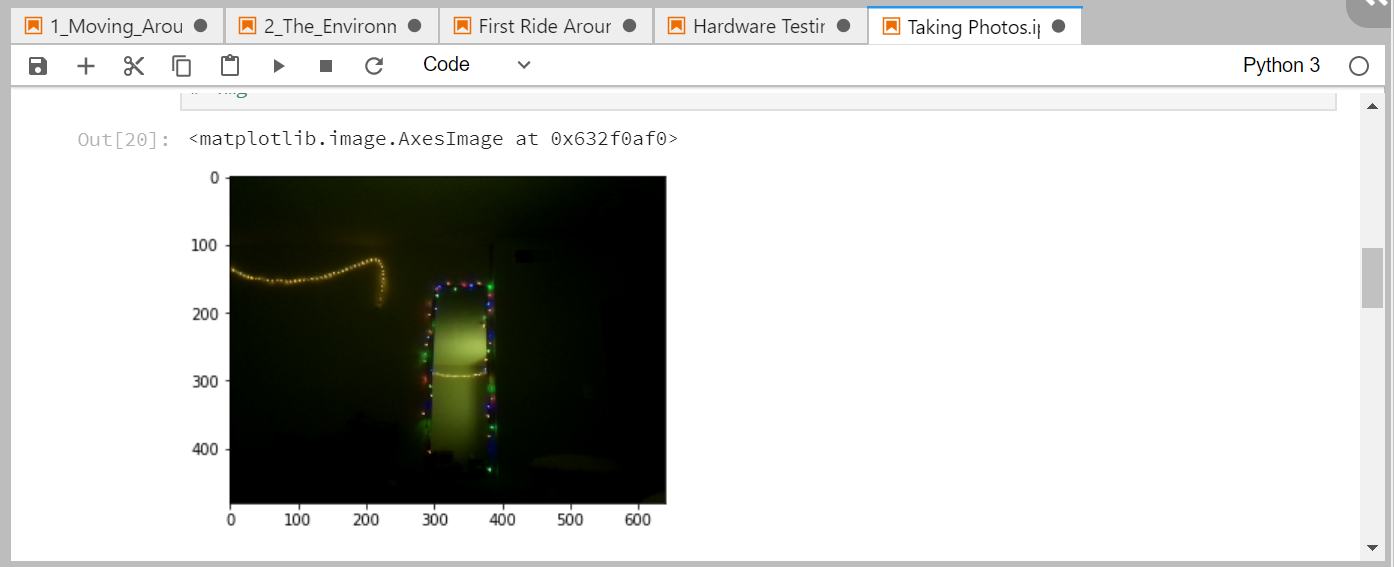 1_Moving_Arou 2_The_Environn First Ride Arour Hardware Testir Taking Photos.i
Code Python 3
Out[20]: <matplotlib.image.AxesImage at 0x632f0af0>
0
100
200
300
400
0 100 200 300 400 500 600